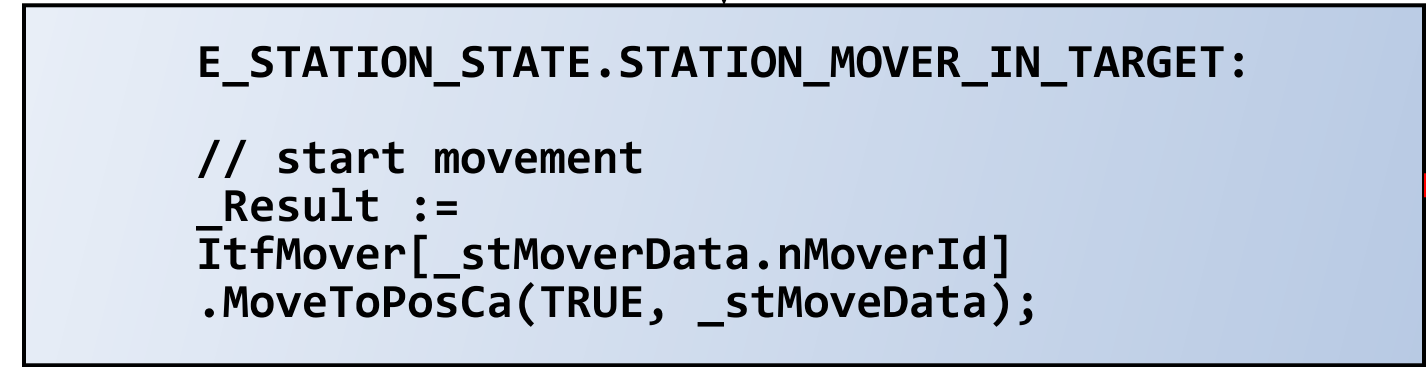 E_STATION_STATE.STATION_MOVER_IN_TARGET:
// start movement
_Result :=
ItfMover[_stMoverData.nMoverId]
.MoveToPosCa(TRUE, _stMoveData);